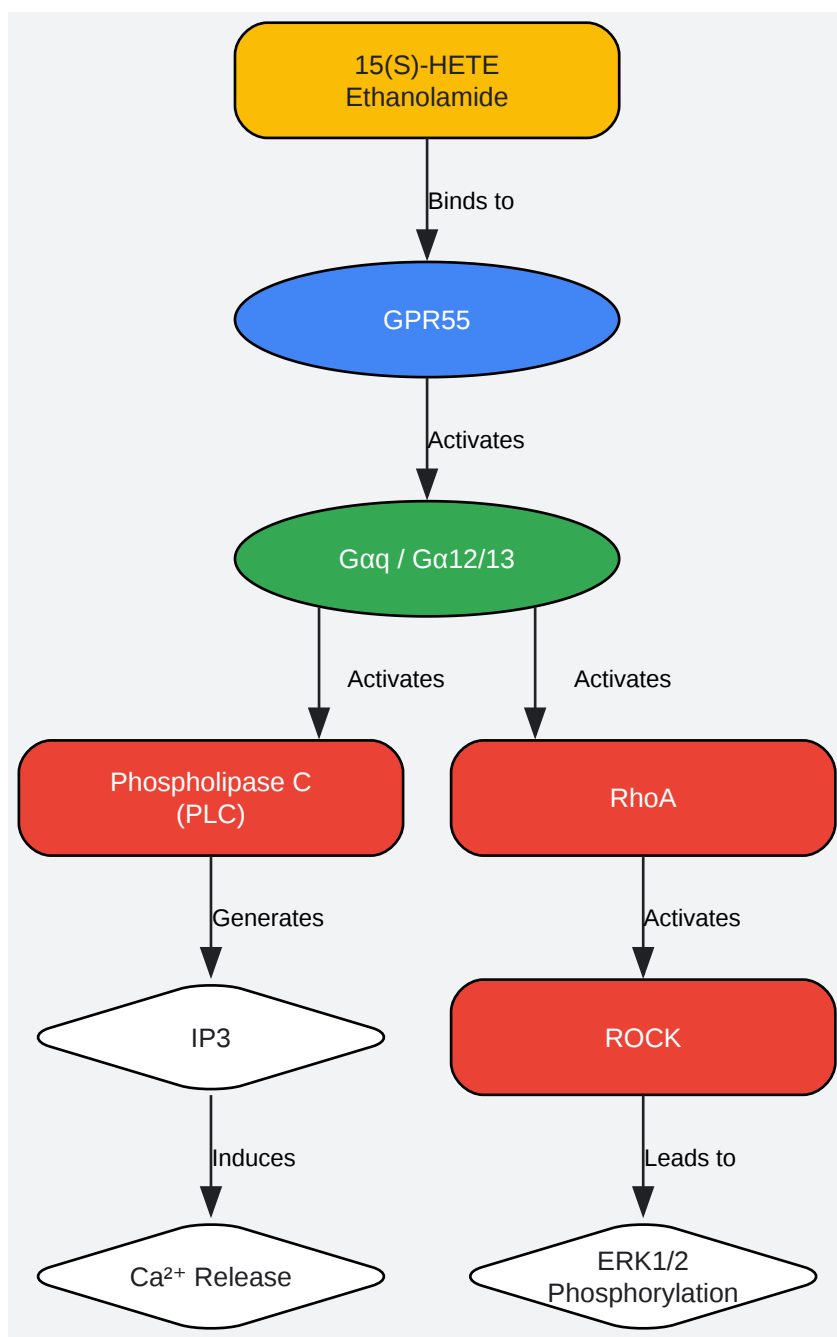 15(S)-HETE
Ethanolamide
Binds to
GPR55
Activates
Gαq / Gα12/13
Activates
Activates
Phospholipase C
(PLC)
RhoA
Generates
Activates
IP3
ROCK
Induces
Leads to
Ca²⁺ Release
ERK1/2
Phosphorylation